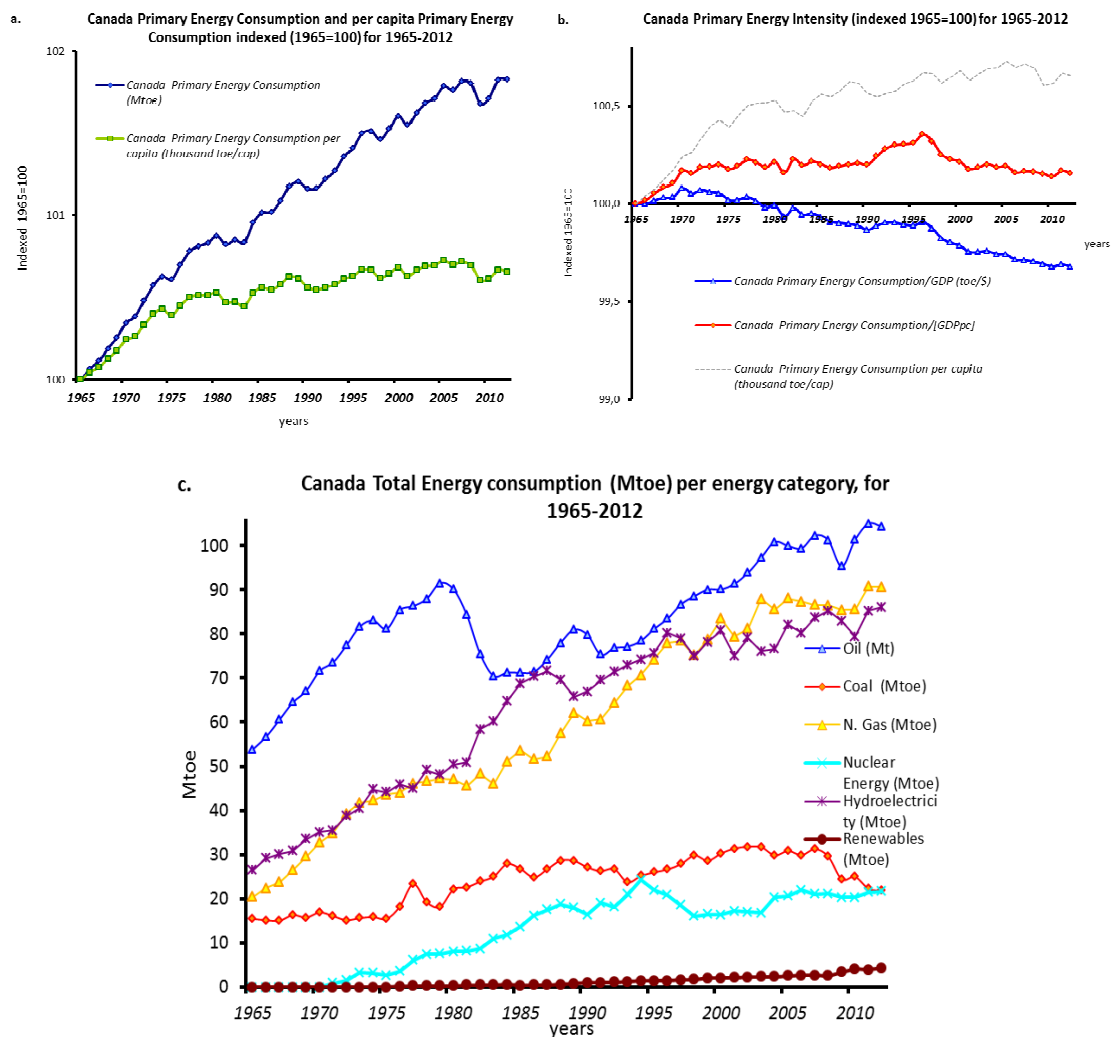 a.
Canada Primary Energy Consumption and per capita Primary Energy
Consumption indexed (1965=100) for 1965-2012
102
101
100
Indexed 1965=100
Canada Primary Energy Consumption
(Mtoe)
Canada Primary Energy Consumption per
capita (thousand toe/cap)
1965 1970 1975 1980 1985 1990 1995 2000 2005 2010
years
b.
Canada Primary Energy Intensity (indexed 1965=100) for 1965-2012
100,5
100,0
99,5
99,0
Indexed 1965=100
1965 1970 1975 1980 1985 1990 1995 2000 2005 2010
years
Canada Primary Energy Consumption/GDP (toe/$)
Canada Primary Energy Consumption/[GDPpc]
Canada Primary Energy Consumption per capita
(thousand toe/cap)
c.
Canada Total Energy consumption (Mtoe) per energy category, for
1965-2012
100
90
80
70
60
50
40
30
20
10
0
Mtoe
Oil (Mt)
Coal (Mtoe)
N. Gas (Mtoe)
Nuclear
Energy (Mtoe)
Hydroelectrici
ty (Mtoe)
Renewables
(Mtoe)
1965 1970 1975 1980 1985 1990 1995 2000 2005 2010
years